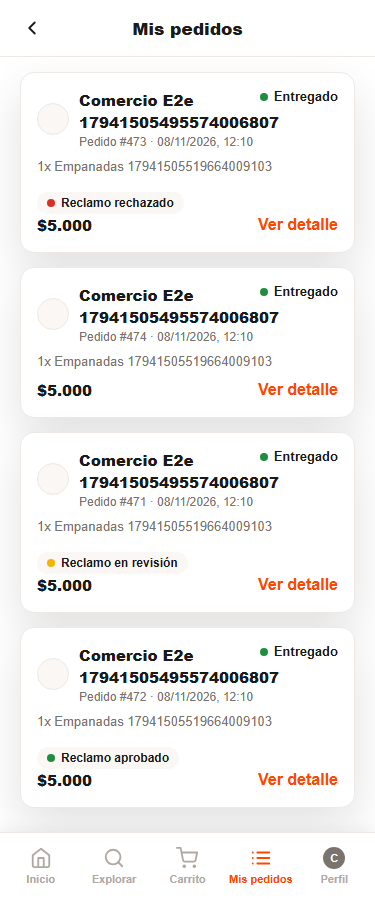 Mis pedidos
Comercio E2e
Entregado
17941505495574006807
Pedido #473 · 08/11/2026, 12:10
1x Empanadas 17941505519664009103
Reclamo rechazado
$5.000
Ver detalle
Comercio E2e
Entregado
17941505495574006807
Pedido #474 · 08/11/2026, 12:10
1x Empanadas 17941505519664009103
$5.000
Ver detalle
Comercio E2e
Entregado
17941505495574006807
Pedido #471 · 08/11/2026, 12:10
1x Empanadas 17941505519664009103
Reclamo en revisión
$5.000
Ver detalle
Comercio E2e
Entregado
17941505495574006807
Pedido #472 · 08/11/2026, 12:10
1x Empanadas 17941505519664009103
Reclamo aprobado
$5.000
Ver detalle
C
Inicio
Explorar
Carrito
Mis pedidos
Perfil